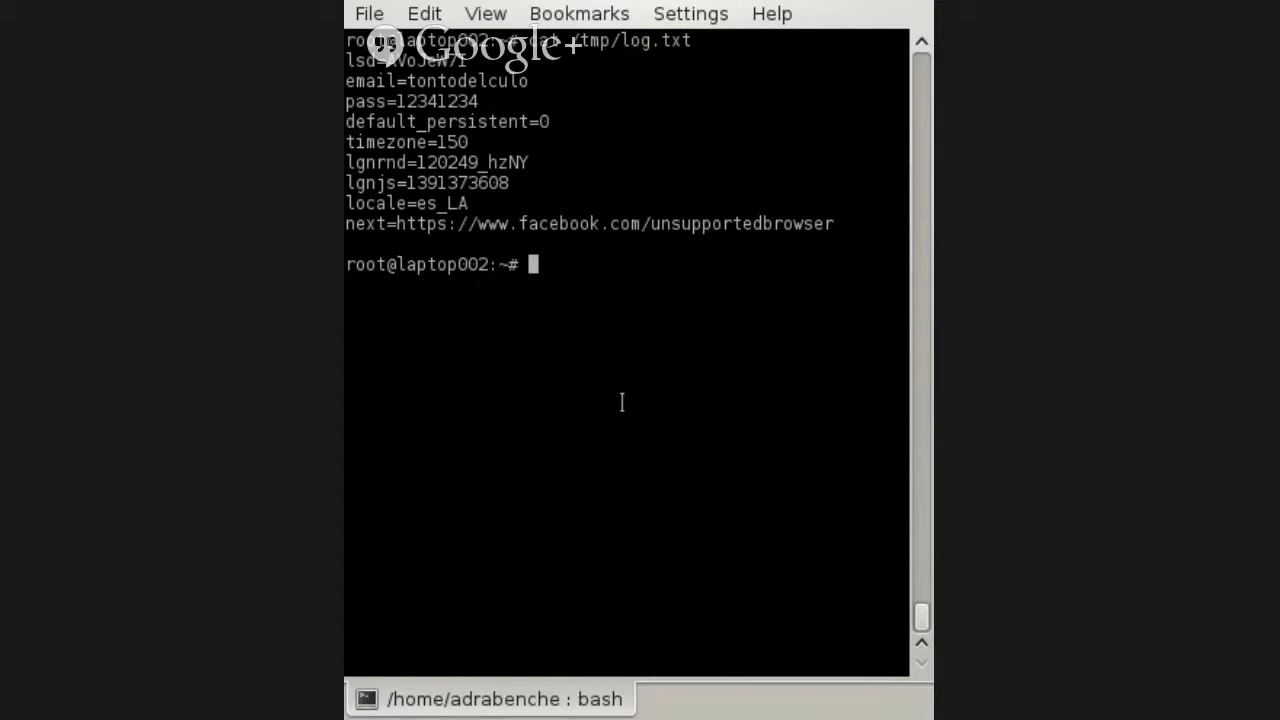 File Edit View Bookmarks Settings Help
Google+
root@laptop002:~# cat /tmp/log.txt
lsd=AVoJeW7I
email=tontodelculo
pass=12341234
default_persistent=0
timezone=150
lgnrnd=120249_hzNY
lgnjs=1391373608
locale=es_LA
next=https://www.facebook.com/unsupportedbrowser
root@laptop002:~#
/home/adrabenche : bash